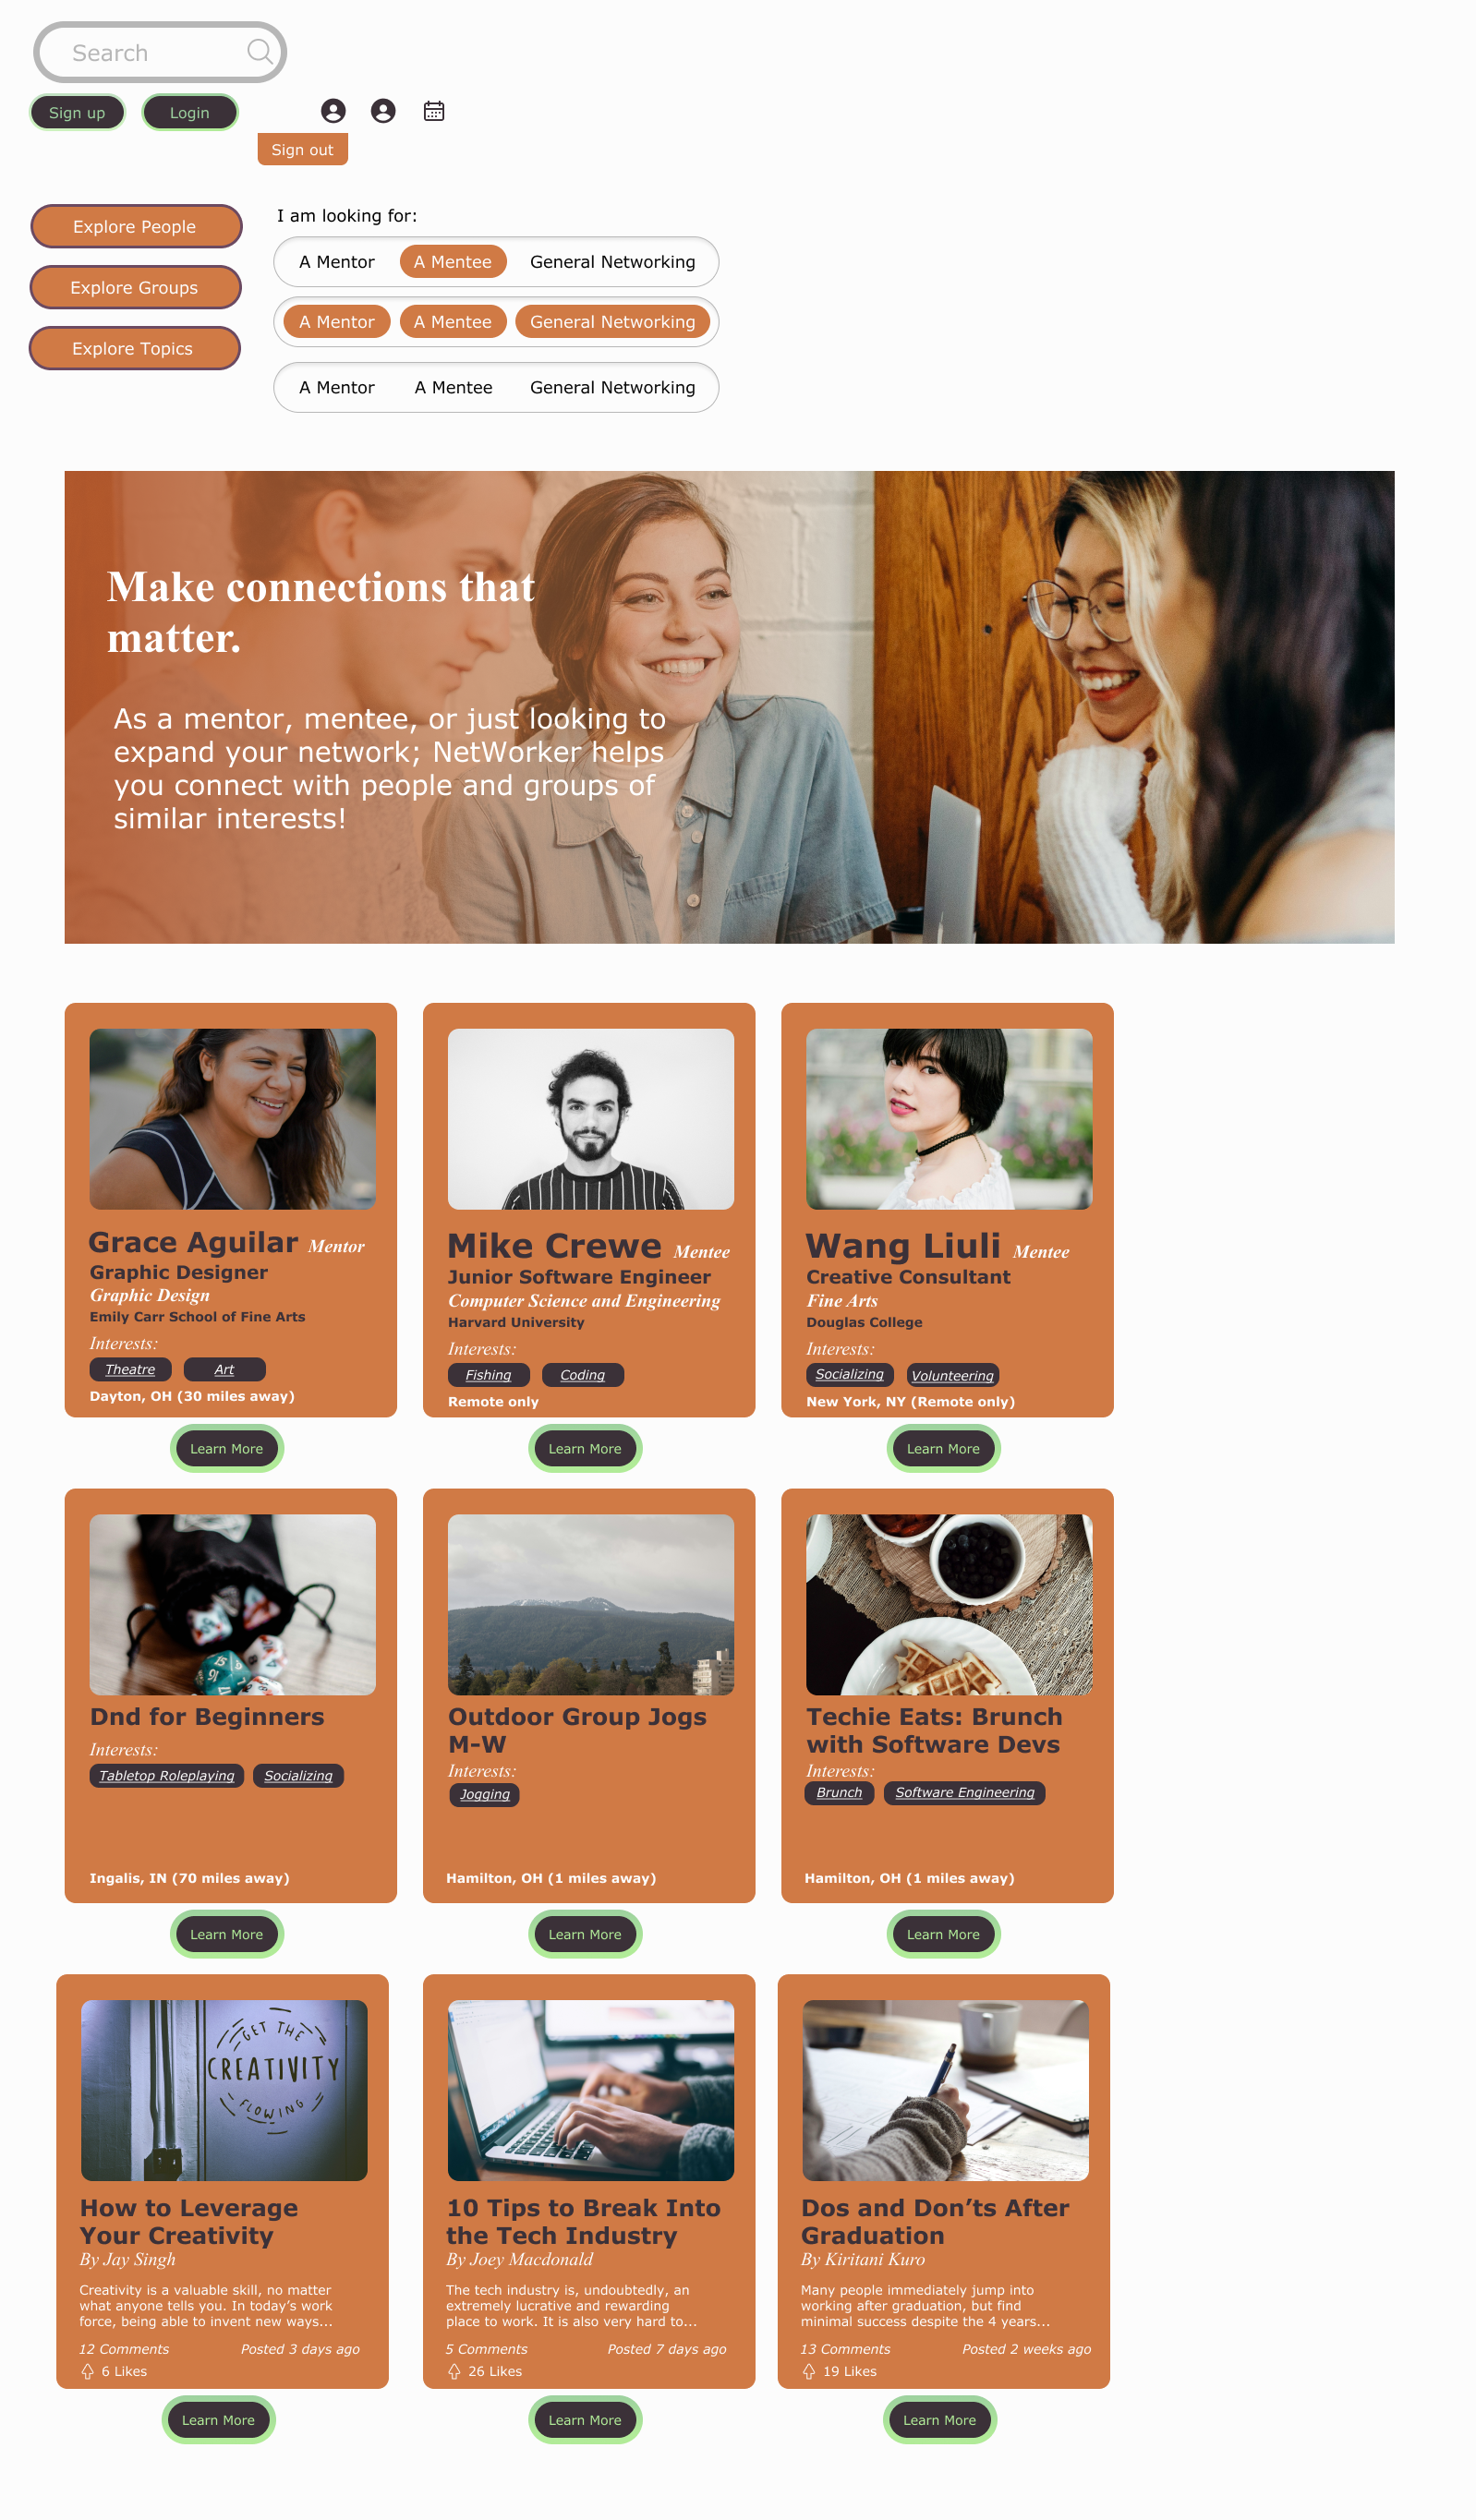 Search
Sign up
Login
Sign out
Explore People
Explore Groups
Explore Topics
I am looking for:
A Mentor A Mentee General Networking
A Mentor A Mentee General Networking
A Mentor A Mentee General Networking
Make connections that
matter.
As a mentor, mentee, or just looking to
expand your network; NetWorker helps
you connect with people and groups of
similar interests!
Grace Aguilar Mentor
Graphic Designer
Graphic Design
Emily Carr School of Fine Arts
Interests:
Theatre Art
Dayton, OH (30 miles away)
Learn More
Mike Crewe Mentee
Junior Software Engineer
Computer Science and Engineering
Harvard University
Interests:
Fishing Coding
Remote only
Learn More
Wang Liuli Mentee
Creative Consultant
Fine Arts
Douglas College
Interests:
Socializing Volunteering
New York, NY (Remote only)
Learn More
Dnd for Beginners
Interests:
Tabletop Roleplaying Socializing
Ingalis, IN (70 miles away)
Learn More
Outdoor Group Jogs
M-W
Interests:
Jogging
Hamilton, OH (1 miles away)
Learn More
Techie Eats: Brunch
with Software Devs
Interests:
Brunch Software Engineering
Hamilton, OH (1 miles away)
Learn More
GET THE
CREATIVITY
FLOWING
How to Leverage
Your Creativity
By Jay Singh
Creativity is a valuable skill, no matter
what anyone tells you. In today’s work
force, being able to invent new ways...
12 Comments Posted 3 days ago
6 Likes
Learn More
10 Tips to Break Into
the Tech Industry
By Joey Macdonald
The tech industry is, undoubtedly, an
extremely lucrative and rewarding
place to work. It is also very hard to...
5 Comments Posted 7 days ago
26 Likes
Learn More
Dos and Don’ts After
Graduation
By Kiritani Kuro
Many people immediately jump into
working after graduation, but find
minimal success despite the 4 years...
13 Comments Posted 2 weeks ago
19 Likes
Learn More